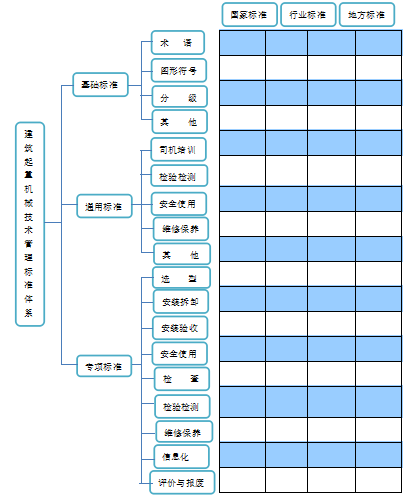 国家标准 行业标准 地方标准
建筑起重机械技术管理标准体系
基础标准
术 语
图形符号
分 级
其 他
通用标准
司机培训
检验检测
安全使用
维修保养
其 他
专项标准
选 型
安装拆卸
安装验收
安全使用
检 查
检验检测
维修保养
信息化
评价与报废